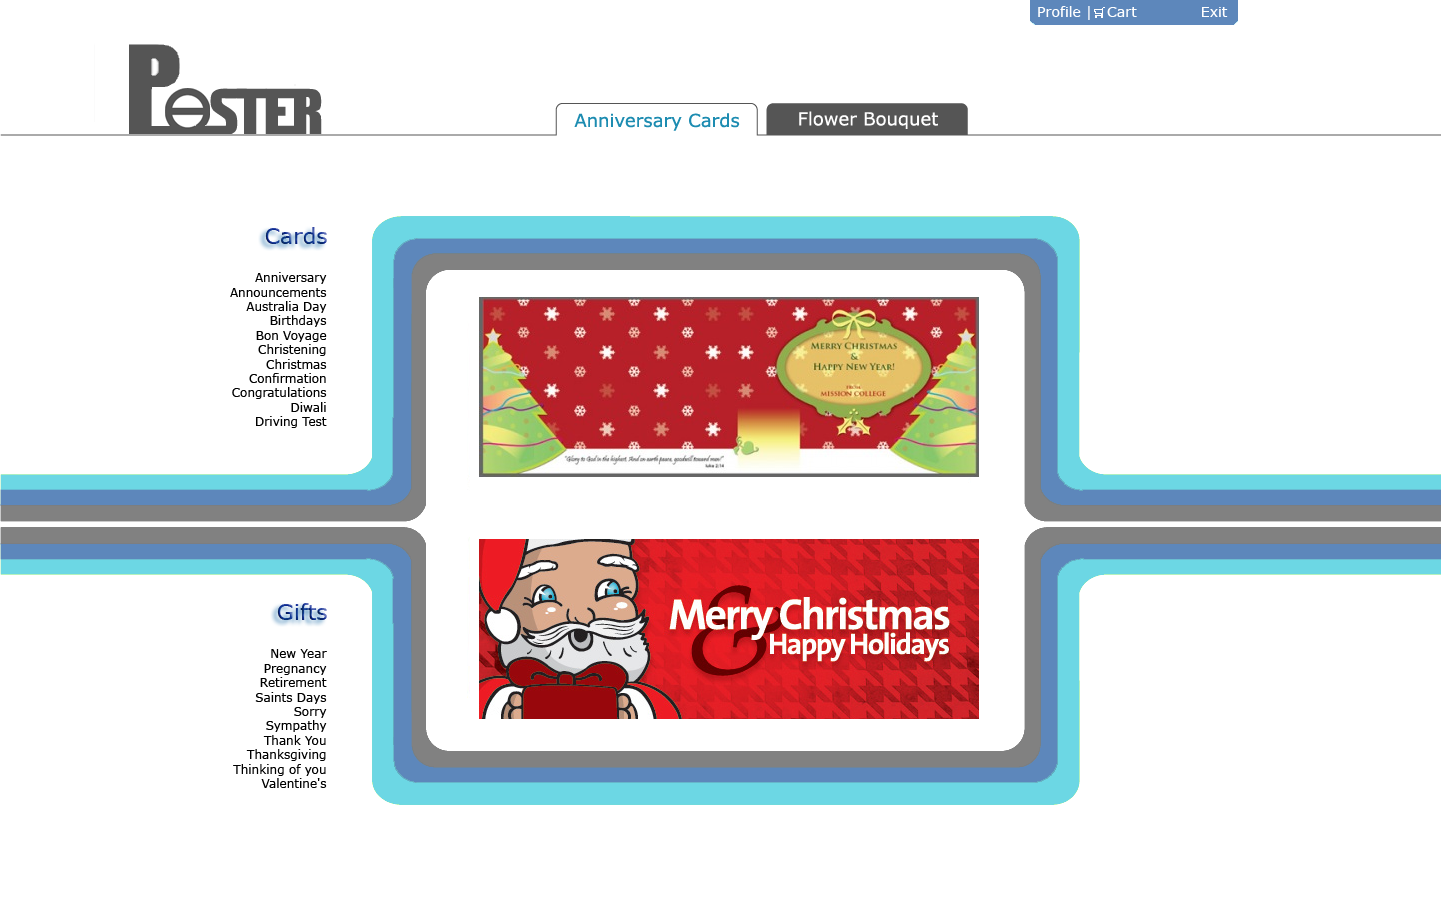 Profile | Cart Exit
POSTER
Anniversary Cards
Flower Bouquet
Cards
Anniversary
Announcements
Australia Day
Birthdays
Bon Voyage
Christening
Christmas
Confirmation
Congratulations
Diwali
Driving Test
MERRY CHRISTMAS
&
HAPPY NEW YEAR!
FROM
MISSION COLLEGE
"Glory to God in the highest. And on earth peace, goodwill toward men!"
luke 2:14
Merry Christmas
&
Happy Holidays
Gifts
New Year
Pregnancy
Retirement
Saints Days
Sorry
Sympathy
Thank You
Thanksgiving
Thinking of you
Valentine's